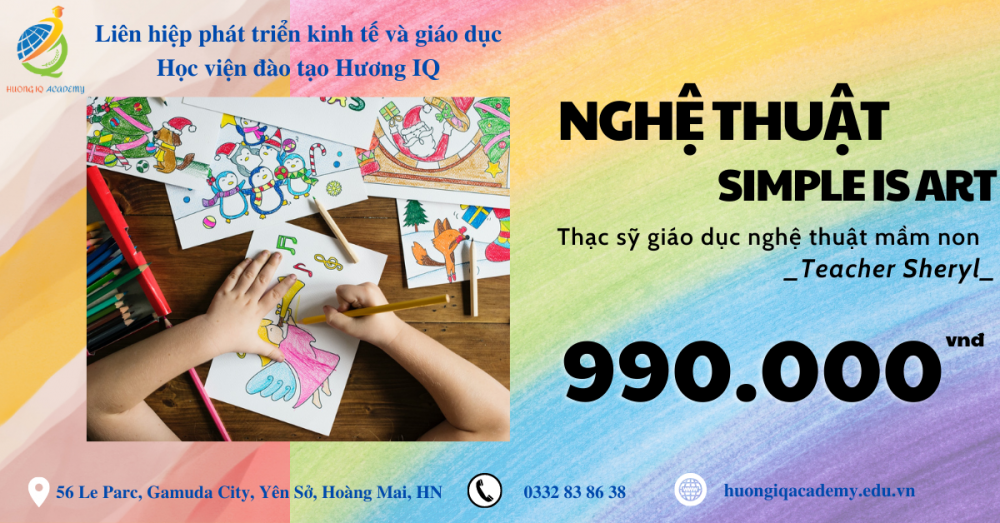 Liên hiệp phát triển kinh tế và giáo dục
Học viện đào tạo Hương IQ
HUONG IQ ACADEMY
NGHỆ THUẬT
SIMPLE IS ART
Thạc sỹ giáo dục nghệ thuật mầm non
_Teacher Sheryl_
990.000 vnđ
56 Le Parc, Gamuda City, Yên Sở, Hoàng Mai, HN
0332 83 86 38
huongiqacademy.edu.vn